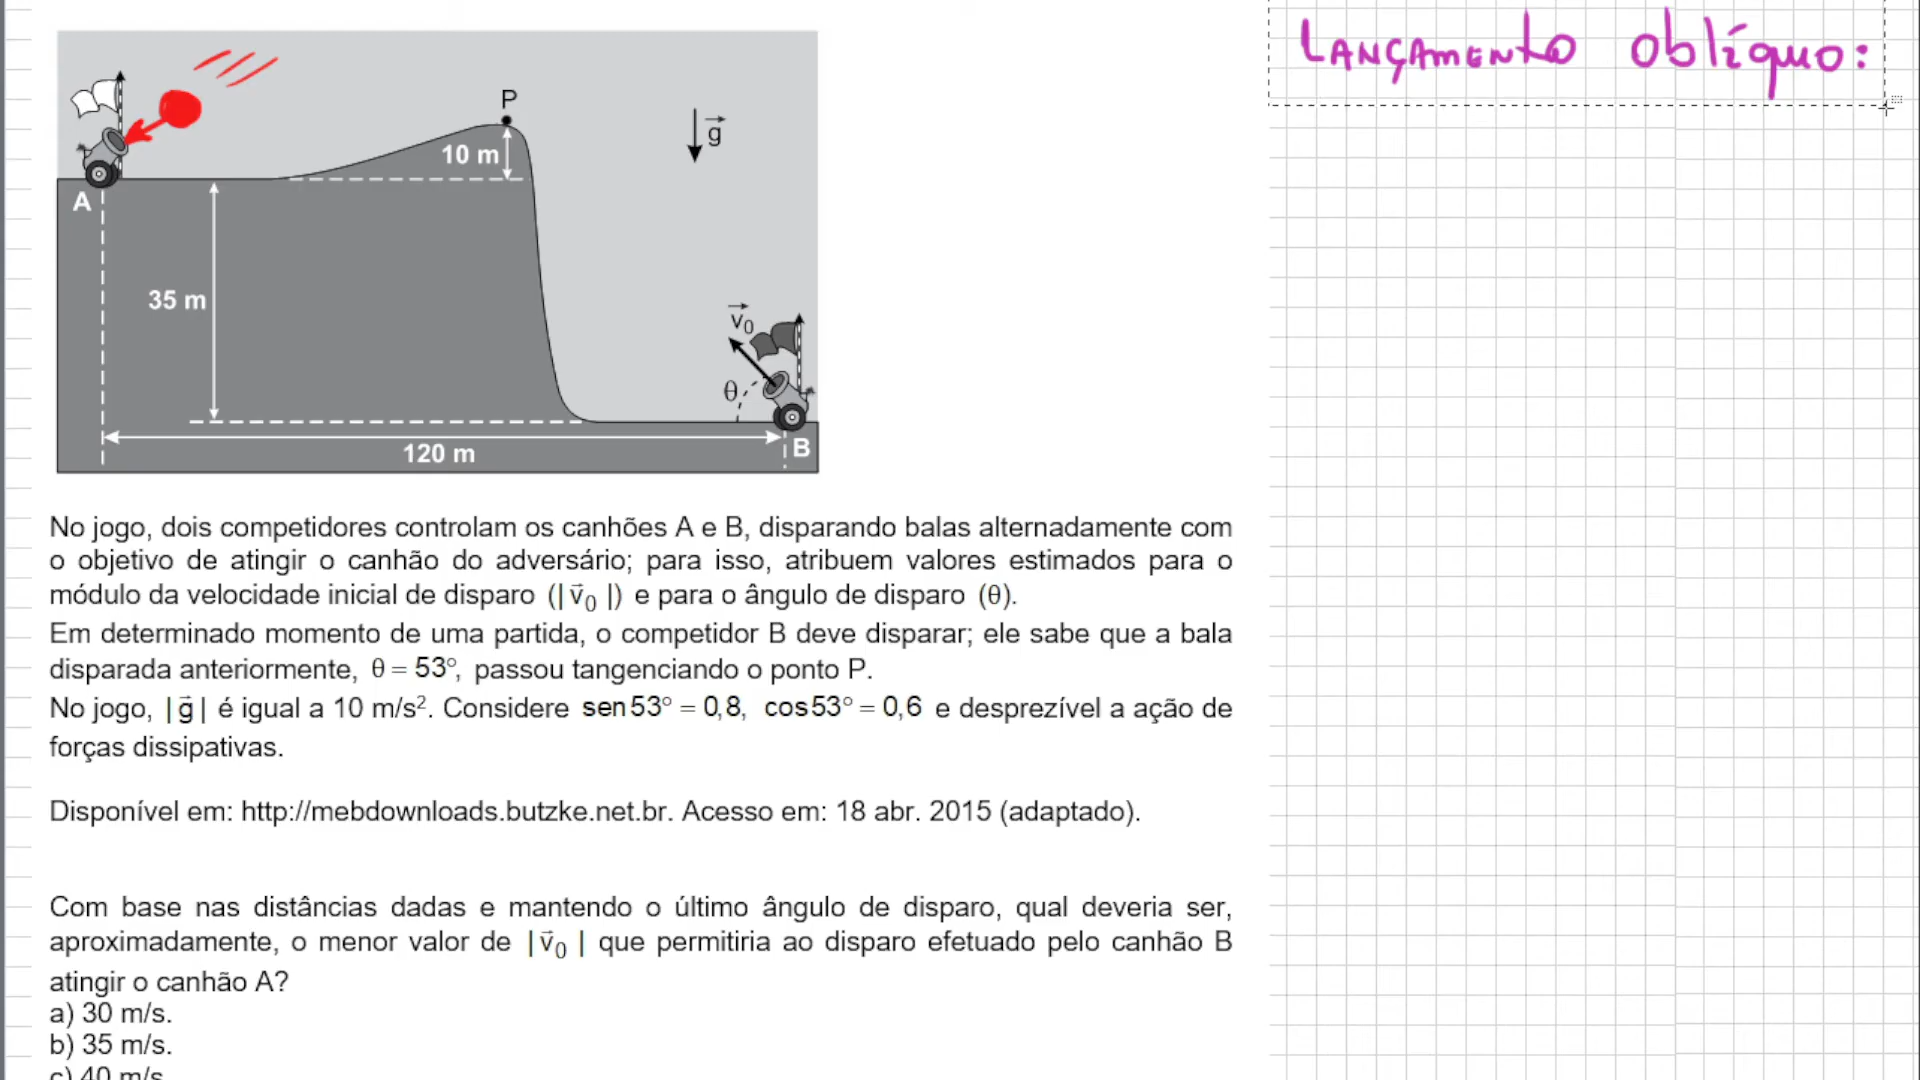 LANÇAMENTO Oblíquo:
P
10 m
g
A
35 m
v0
θ
B
120 m
No jogo, dois competidores controlam os canhões A e B, disparando balas alternadamente com
o objetivo de atingir o canhão do adversário; para isso, atribuem valores estimados para o
módulo da velocidade inicial de disparo (|v⃗0|) e para o ângulo de disparo (θ).
Em determinado momento de uma partida, o competidor B deve disparar; ele sabe que a bala
disparada anteriormente, θ = 53°, passou tangenciando o ponto P.
No jogo, |g⃗| é igual a 10 m/s². Considere sen53° = 0,8, cos53° = 0,6 e desprezível a ação de
forças dissipativas.
Disponível em: http://mebdownloads.butzke.net.br. Acesso em: 18 abr. 2015 (adaptado).
Com base nas distâncias dadas e mantendo o último ângulo de disparo, qual deveria ser,
aproximadamente, o menor valor de |v⃗0| que permitiria ao disparo efetuado pelo canhão B
atingir o canhão A?
a) 30 m/s.
b) 35 m/s.
c) 40 m/s